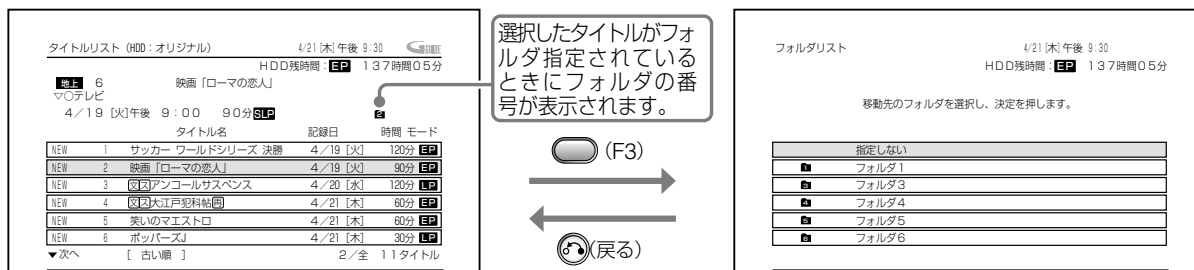 タイトルリスト（HDD：オリジナル） 4/21［木］午後 9:30 GGUIDE
HDD残時間：EP 137時間05分
地上 6 映画「ローマの恋人」
▽○テレビ
4／19［火］午後 9：00 90分SLP 2
タイトル名 記録日 時間 モード
NEW 1 サッカー ワールドシリーズ 決勝 4／19［火］ 120分 EP
NEW 2 映画「ローマの恋人」 4／19［火］ 90分 EP
NEW 3 文ス アンコールサスペンス 4／20［水］ 120分 LP
NEW 4 文ス大江戸犯科帖再 4／21［木］ 60分 EP
NEW 5 笑いのマエストロ 4／21［木］ 60分 EP
NEW 6 ポッパーズJ 4／21［木］ 30分 LP
▼次へ ［ 古い順 ］ 2／全 11タイトル
選択したタイトルがフォ
ルダ指定されている
ときにフォルダの番
号が表示されます。
(F3)
(戻る)
フォルダリスト 4/21［木］午後 9:30
HDD残時間：EP 137時間05分
移動先のフォルダを選択し、決定を押します。
指定しない
1 フォルダ1
3 フォルダ3
4 フォルダ4
5 フォルダ5
6 フォルダ6